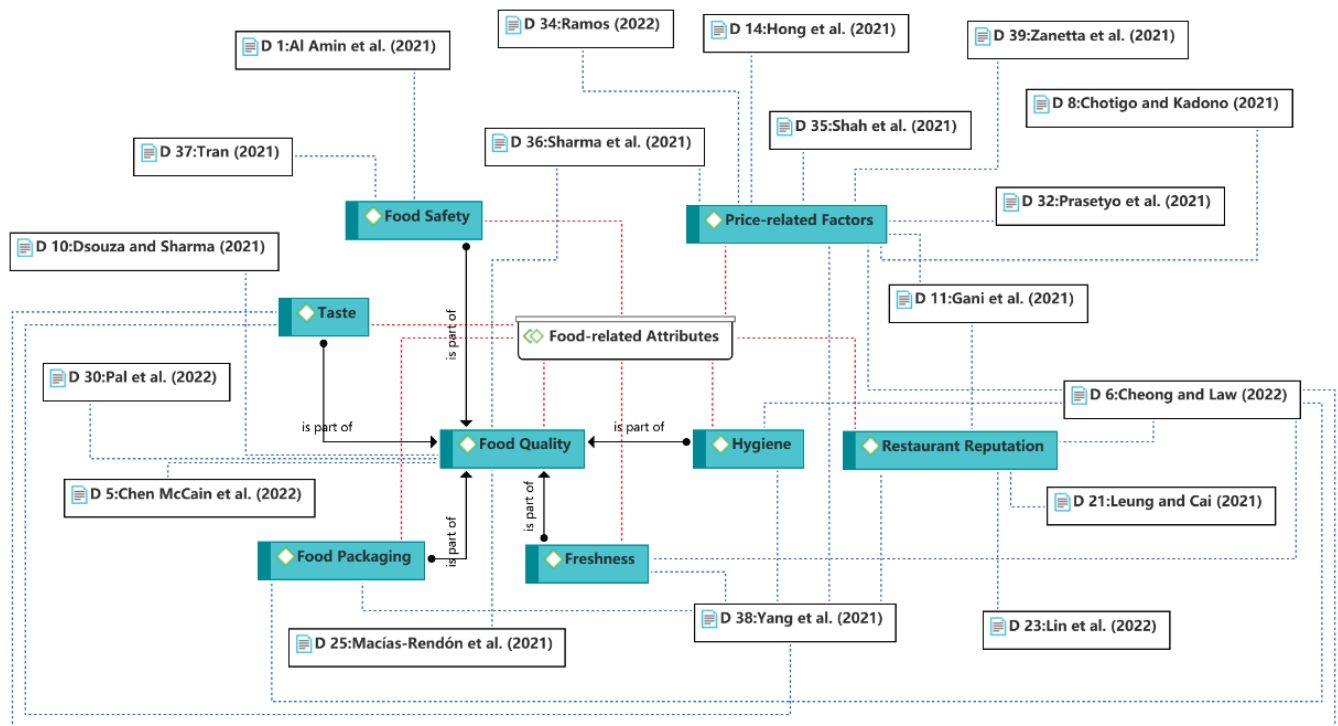 D 34:Ramos (2022)
D 14:Hong et al. (2021)
D 39:Zanetta et al. (2021)
D 1:Al Amin et al. (2021)
D 8:Chotigo and Kadono (2021)
D 36:Sharma et al. (2021)
D 35:Shah et al. (2021)
D 37:Tran (2021)
D 32:Prasetyo et al. (2021)
Food Safety
Price-related Factors
D 10:Dsouza and Sharma (2021)
D 11:Gani et al. (2021)
Taste
is part of
Food-related Attributes
D 30:Pal et al. (2022)
D 6:Cheong and Law (2022)
is part of
is part of
Food Quality
Hygiene
Restaurant Reputation
D 5:Chen McCain et al. (2022)
is part of
is part of
D 21:Leung and Cai (2021)
Food Packaging
Freshness
D 38:Yang et al. (2021)
D 23:Lin et al. (2022)
D 25:Macías-Rendón et al. (2021)